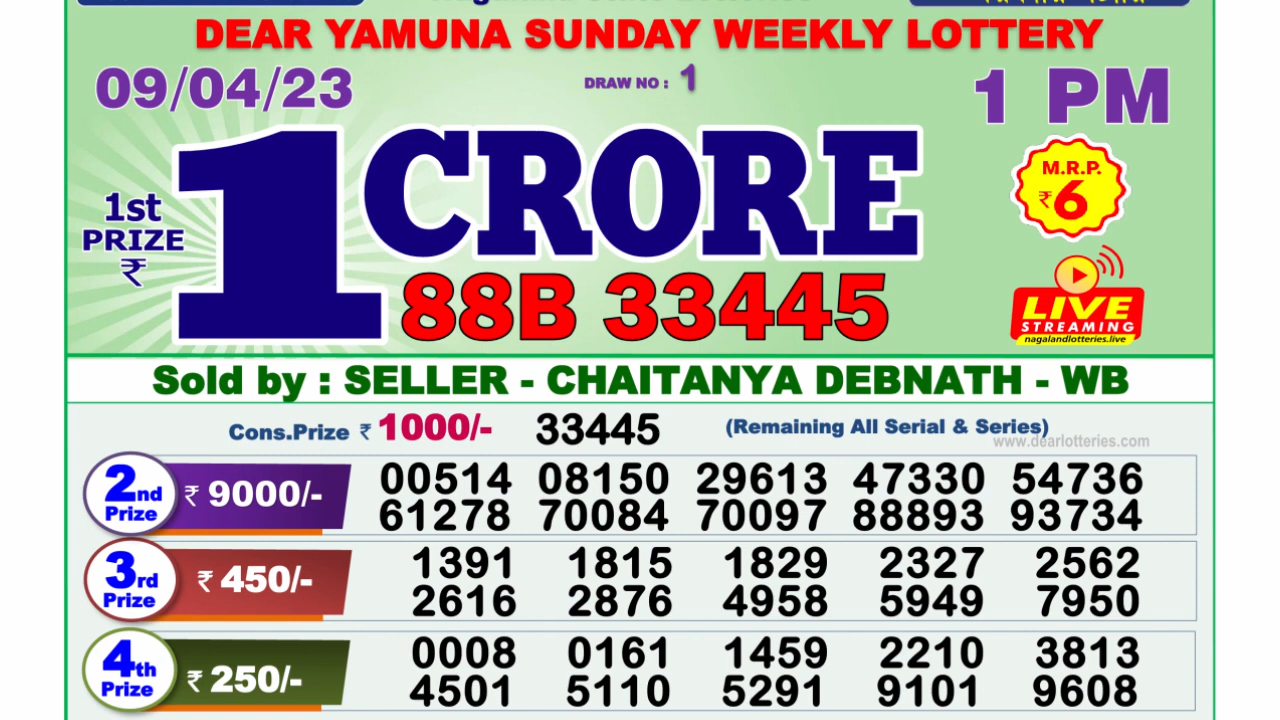 DEAR YAMUNA SUNDAY WEEKLY LOTTERY
09/04/23
DRAW NO : 1
1 PM
1st
PRIZE
₹
1 CRORE
88B 33445
M.R.P.
₹6
LIVE
STREAMING
nagalandlotteries.live
Sold by : SELLER - CHAITANYA DEBNATH - WB
Cons.Prize ₹ 1000/- 33445 (Remaining All Serial & Series)
www.dearlotteries.com
2nd Prize ₹ 9000/-
00514 08150 29613 47330 54736
61278 70084 70097 88893 93734
3rd Prize ₹ 450/-
1391 1815 1829 2327 2562
2616 2876 4958 5949 7950
4th Prize ₹ 250/-
0008 0161 1459 2210 3813
4501 5110 5291 9101 9608